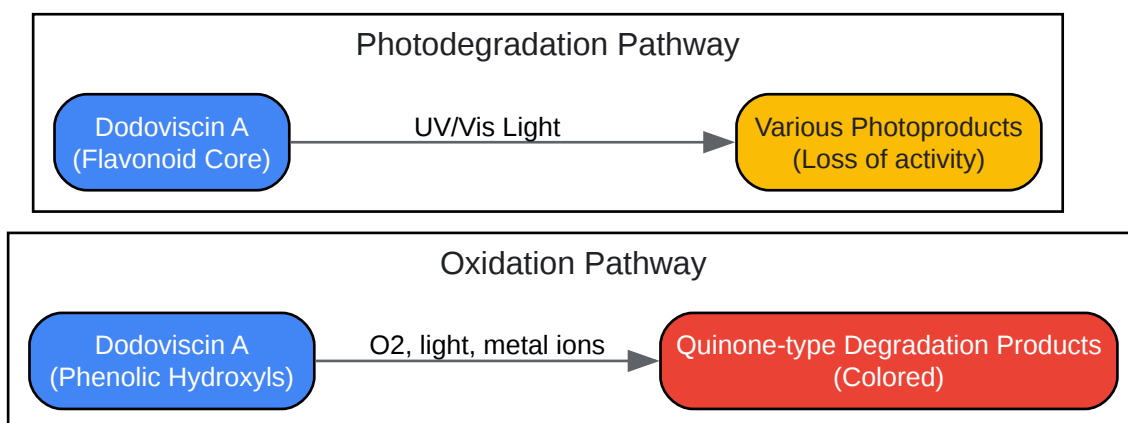 Photodegradation Pathway
Dodoviscin A
(Flavonoid Core)
UV/Vis Light
Various Photoproducts
(Loss of activity)
Oxidation Pathway
Dodoviscin A
(Phenolic Hydroxyls)
O2, light, metal ions
Quinone-type Degradation Products
(Colored)